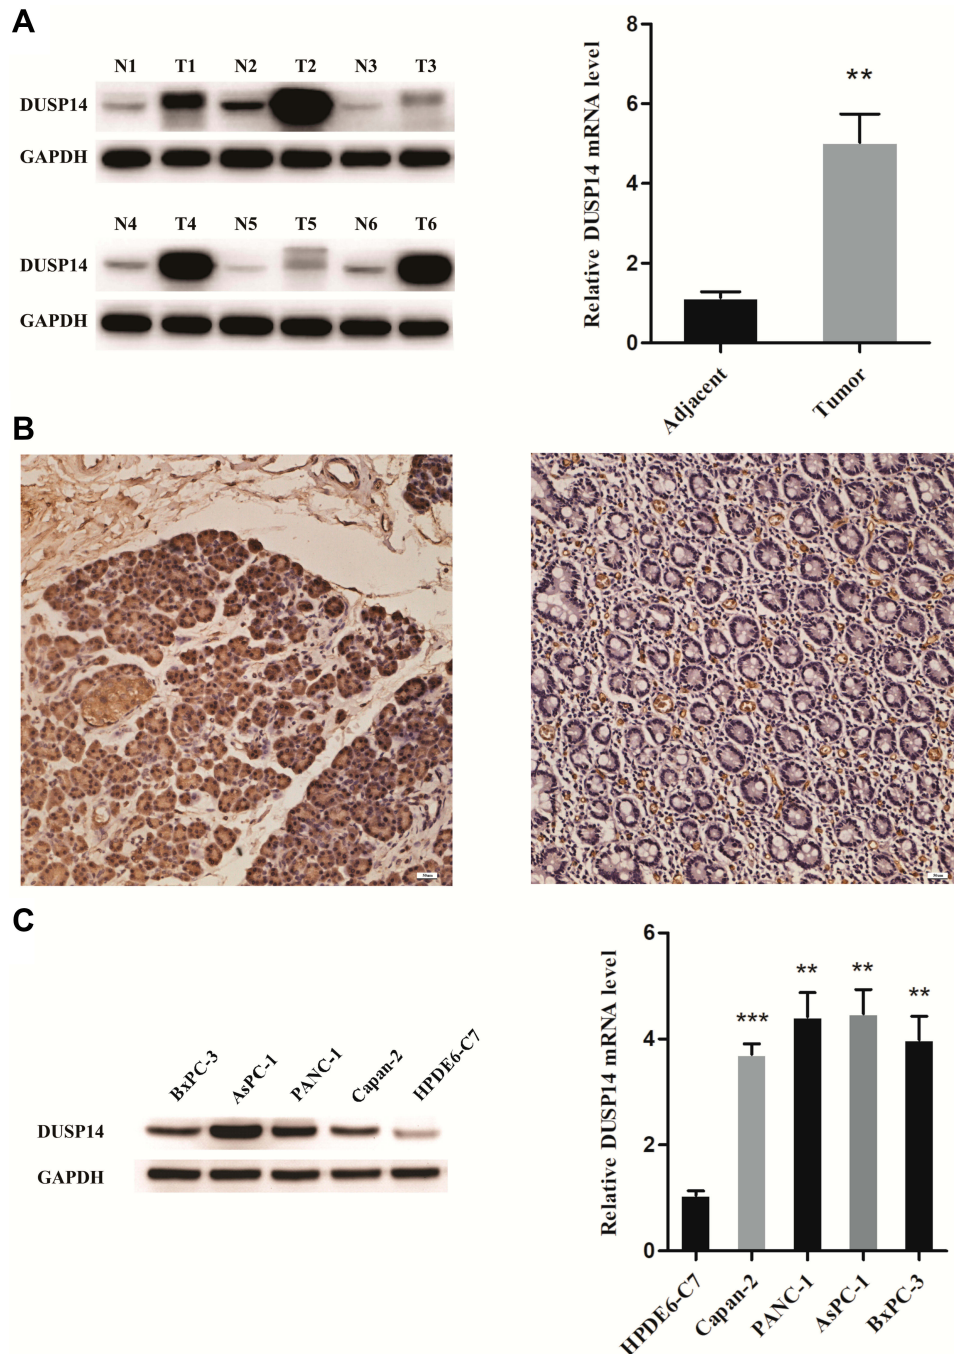 A
N1 T1 N2 T2 N3 T3
DUSP14
GAPDH
N4 T4 N5 T5 N6 T6
DUSP14
GAPDH
Relative DUSP14 mRNA level
8
6
4
2
0
**
Adjacent
Tumor
B
C
BxPC-3
AsPC-1
PANC-1
Capan-2
HPDE6-C7
DUSP14
GAPDH
Relative DUSP14 mRNA level
6
4
2
0
***
**
**
**
HPDE6-C7
Capan-2
PANC-1
AsPC-1
BxPC-3